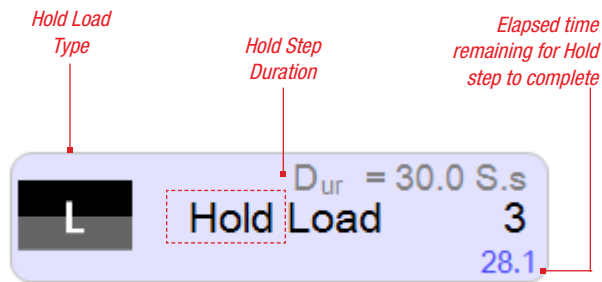 Hold Load
Type
Hold Step
Duration
Elapsed time
remaining for Hold
step to complete
Dur = 30.0 S.s
L
Hold Load 3
28.1